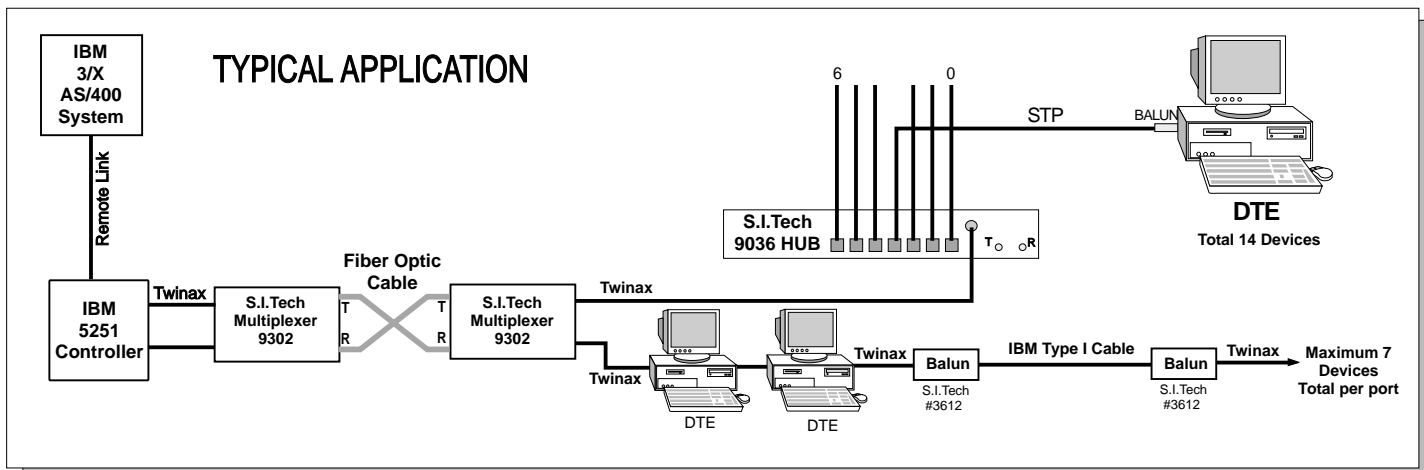 TYPICAL APPLICATION
IBM
3/X
AS/400
System
Remote Link
IBM
5251
Controller
Twinax
S.I.Tech
Multiplexer
9302
T
R
Fiber Optic
Cable
T
R
S.I.Tech
Multiplexer
9302
Twinax
6
0
S.I.Tech
9036 HUB
T
R
STP
BALUN
DTE
Total 14 Devices
Twinax
DTE
DTE
Twinax
Balun
S.I.Tech
#3612
IBM Type I Cable
Balun
S.I.Tech
#3612
Twinax
Maximum 7
Devices
Total per port